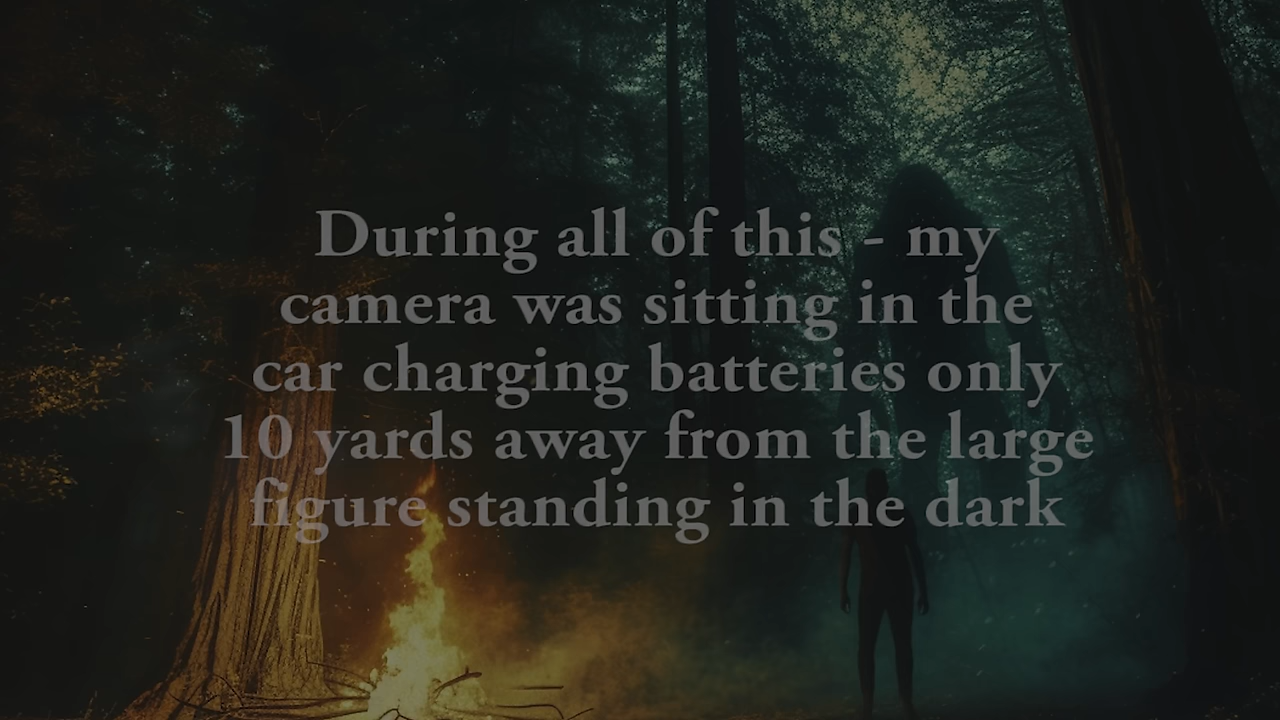 During all of this - my
camera was sitting in the
car charging batteries only
10 yards away from the large
figure standing in the dark